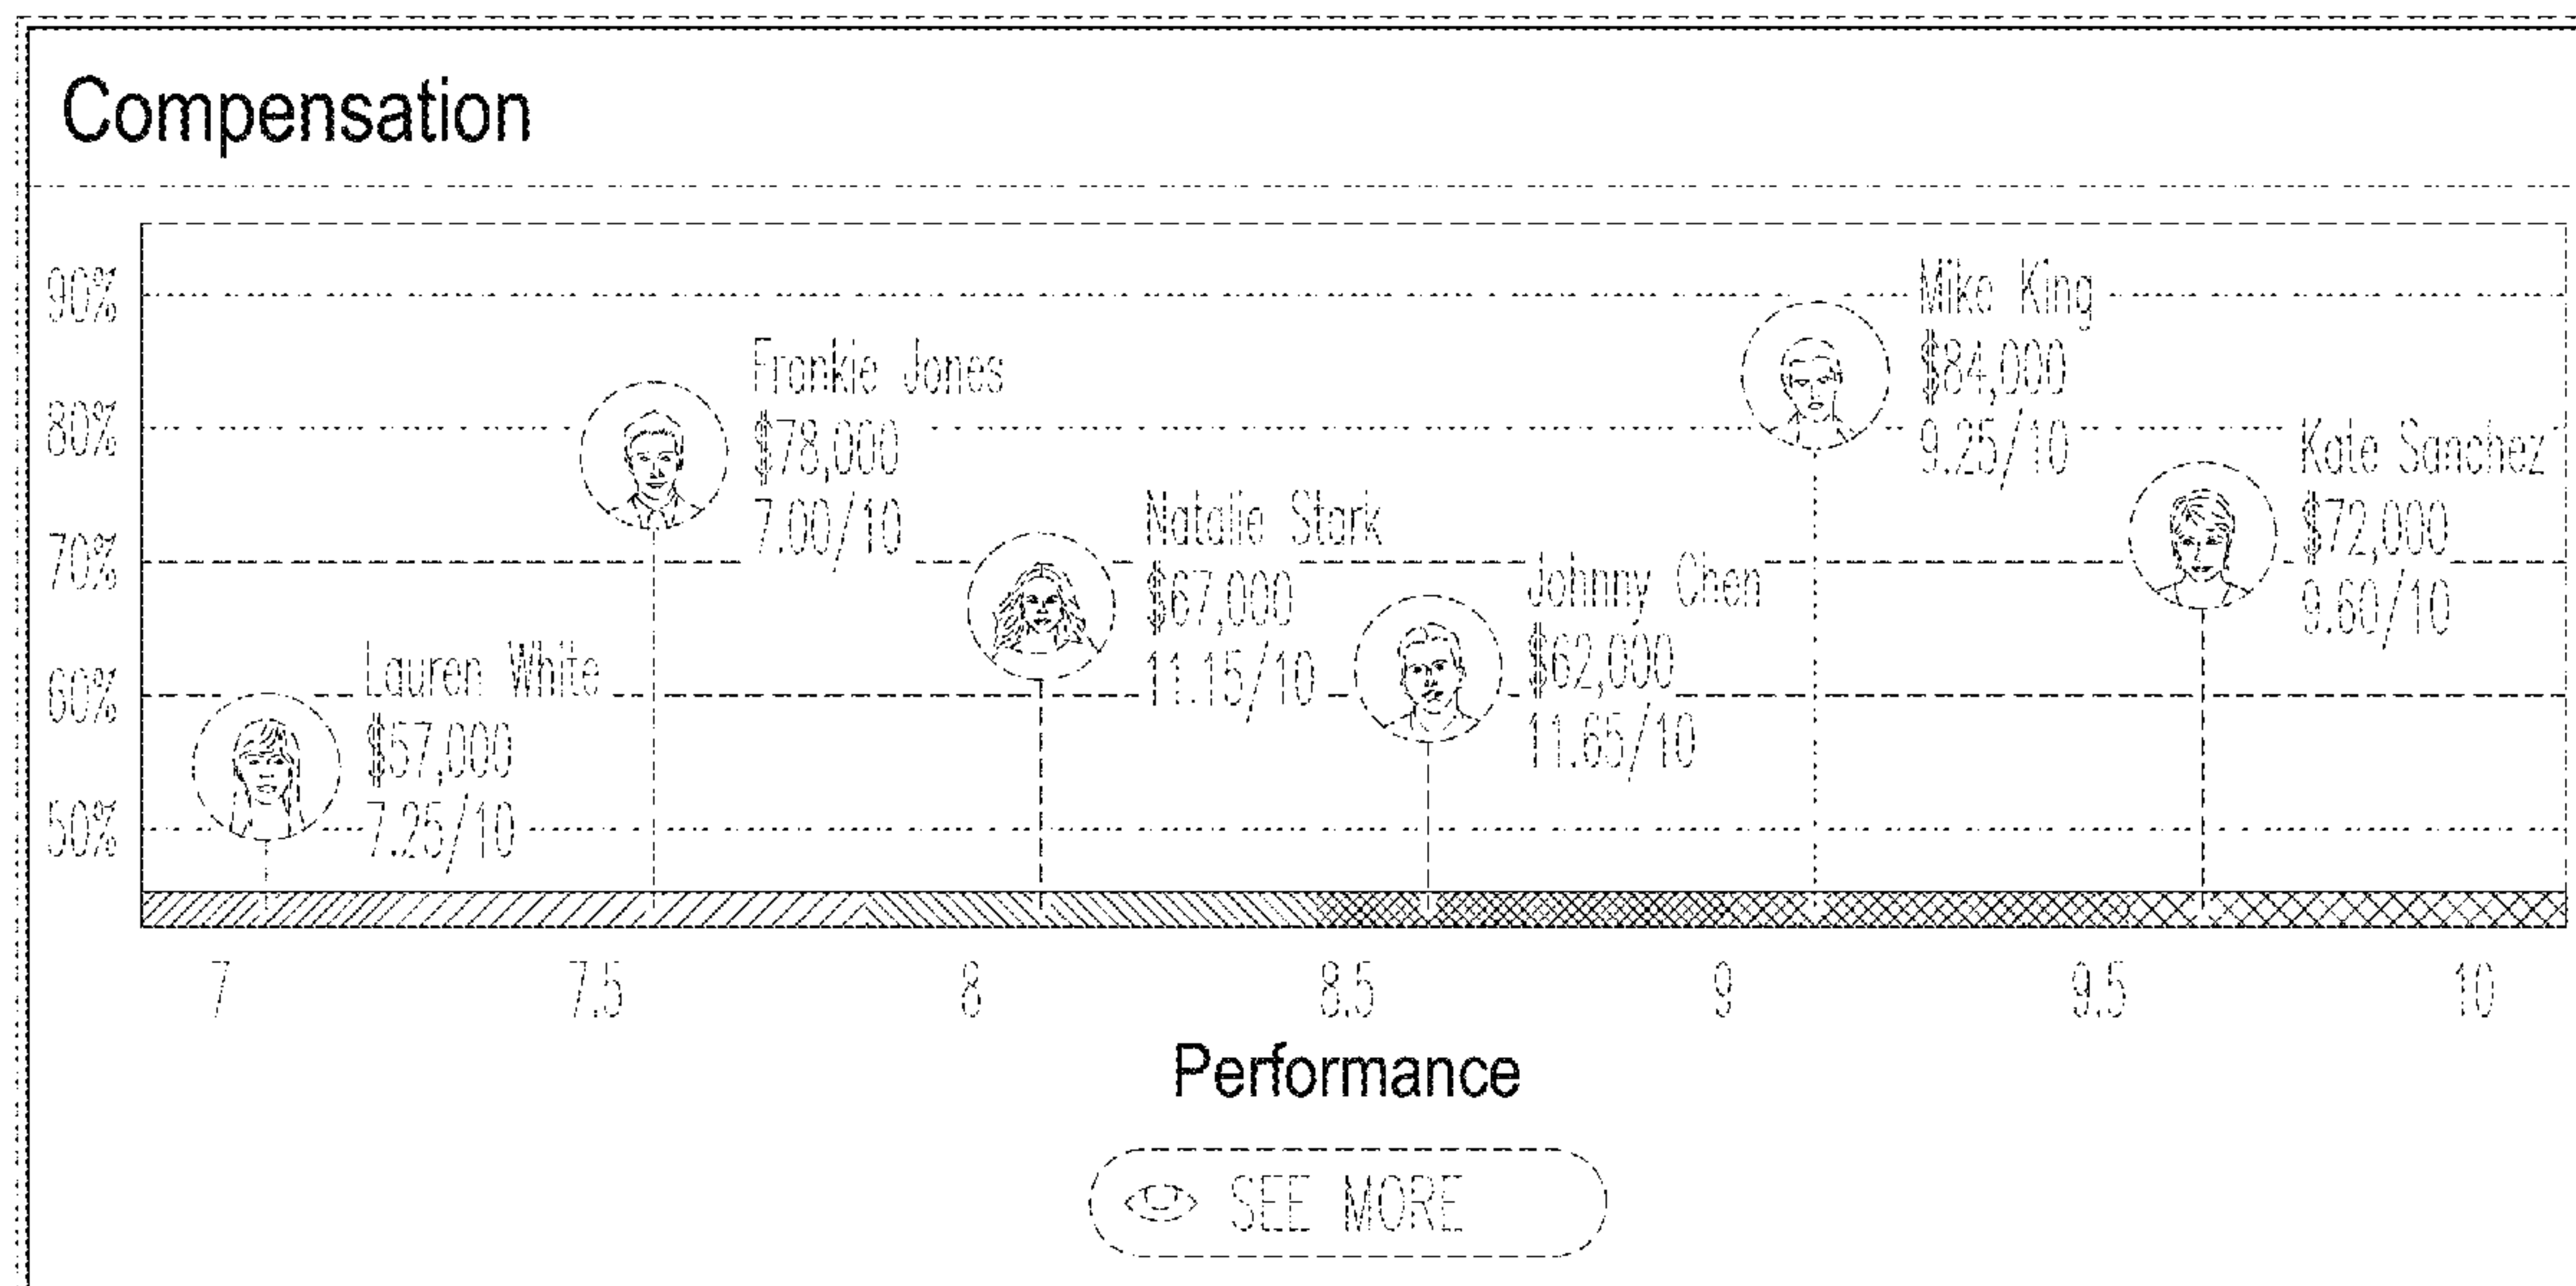 Compensation
90%
80%
70%
60%
50%
Lauren White
$57,000
7.25/10
Frankie Jones
$78,000
7.00/10
Natalie Stark
$67,000
11.15/10
Johnny Chen
$62,000
11.65/10
Mike King
$84,000
9.25/10
Kate Sanchez
$72,000
9.60/10
7 7.5 8 8.5 9 9.5 10
Performance
SEE MORE